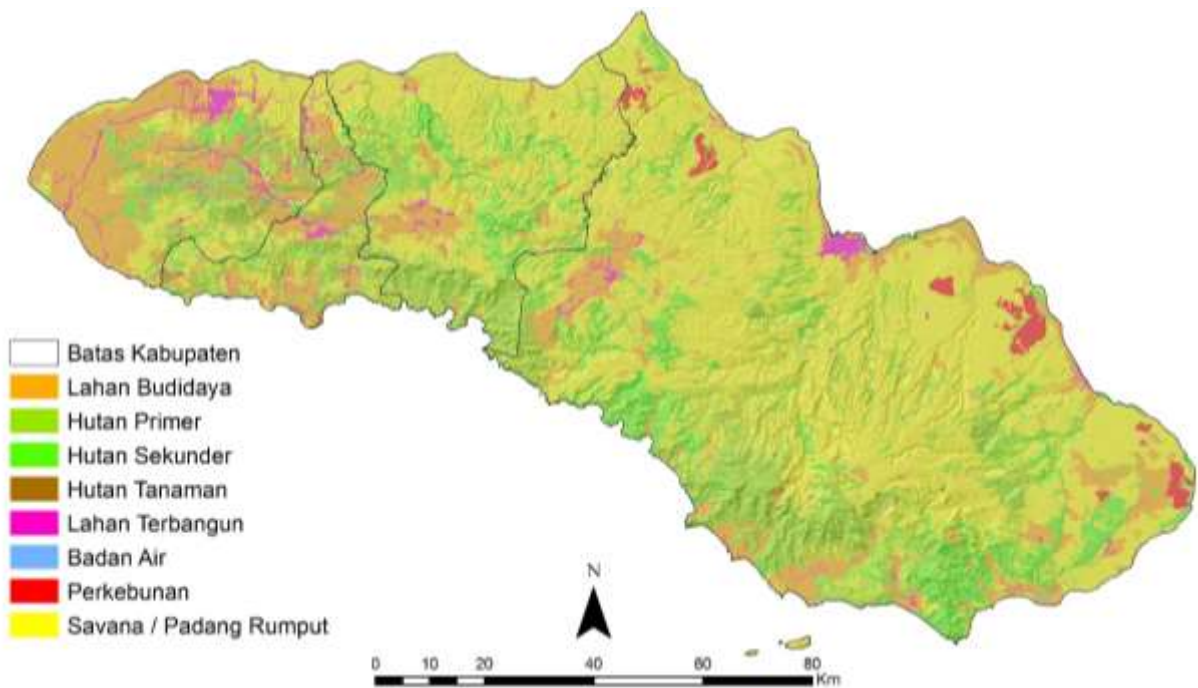 Batas Kabupaten
Lahan Budidaya
Hutan Primer
Hutan Sekunder
Hutan Tanaman
Lahan Terbangun
Badan Air
Perkebunan
Savana / Padang Rumput
N
0 10 20 40 60 80
Km